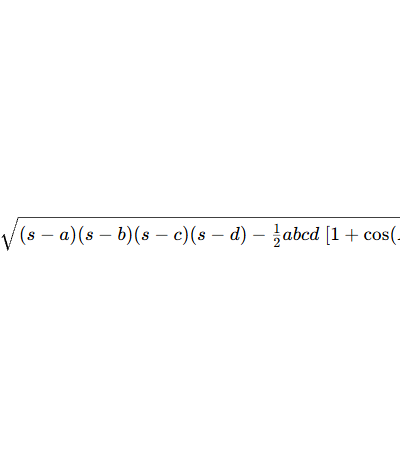 √(s − a)(s − b)(s − c)(s − d) − ½abcd [1 + cos(